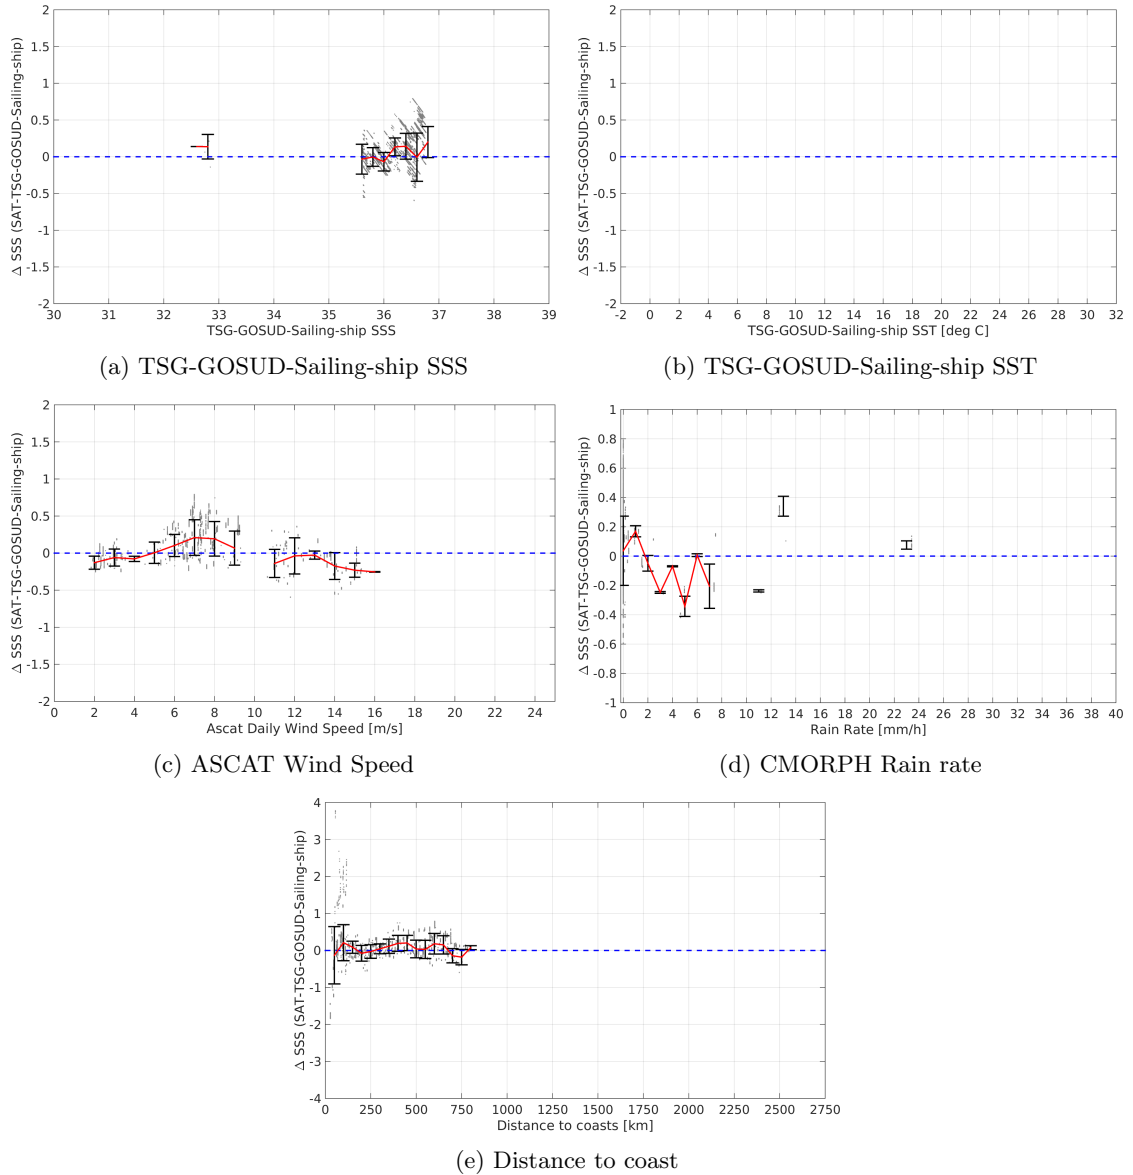 2
1.5
1
0.5
0
-0.5
-1
-1.5
-2
Δ SSS (SAT-TSG-GOSUD-Sailing-ship)
30 31 32 33 34 35 36 37 38 39
TSG-GOSUD-Sailing-ship SSS
(a) TSG-GOSUD-Sailing-ship SSS
2
1.5
1
0.5
0
-0.5
-1
-1.5
-2
Δ SSS (SAT-TSG-GOSUD-Sailing-ship)
-2 0 2 4 6 8 10 12 14 16 18 20 22 24 26 28 30 32
TSG-GOSUD-Sailing-ship SST [deg C]
(b) TSG-GOSUD-Sailing-ship SST
2
1.5
1
0.5
0
-0.5
-1
-1.5
-2
Δ SSS (SAT-TSG-GOSUD-Sailing-ship)
0 2 4 6 8 10 12 14 16 18 20 22 24
Ascat Daily Wind Speed [m/s]
(c) ASCAT Wind Speed
1
0.8
0.6
0.4
0.2
0
-0.2
-0.4
-0.6
-0.8
-1
Δ SSS (SAT-TSG-GOSUD-Sailing-ship)
0 2 4 6 8 10 12 14 16 18 20 22 24 26 28 30 32 34 36 38 40
Rain Rate [mm/h]
(d) CMORPH Rain rate
4
3
2
1
0
-1
-2
-3
-4
Δ SSS (SAT-TSG-GOSUD-Sailing-ship)
0 250 500 750 1000 1250 1500 1750 2000 2250 2500 2750
Distance to coasts [km]
(e) Distance to coast